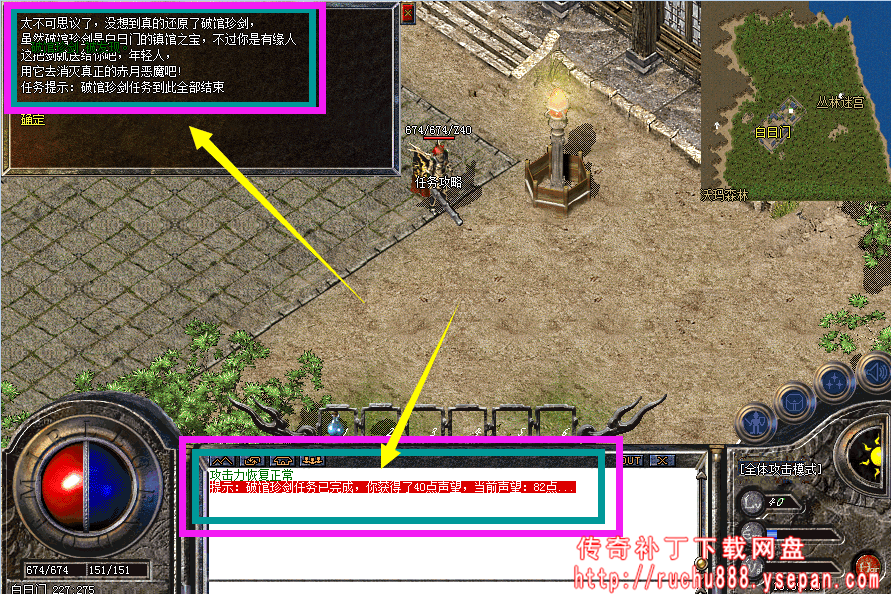 太不可思议了，没想到真的还原了破馆珍剑，
虽然破馆珍剑是白日门的镇馆之宝，不过你是有缘人
这把剑就送给你吧，年轻人，
用它去消灭真正的赤月恶魔吧!
任务提示：破馆珍剑任务到此全部结束
确定
674/674/Z40
任务攻略
丛林迷宫
白日门
沃玛森林
攻击力恢复正常
提示：破馆珍剑任务已完成，你获得了40点声望，当前声望：82点...
OUT
[全体攻击模式]
40
674/674
151/151
白日门 227:275
传奇补丁下载网盘
http://ruchu888.ysepan.com/